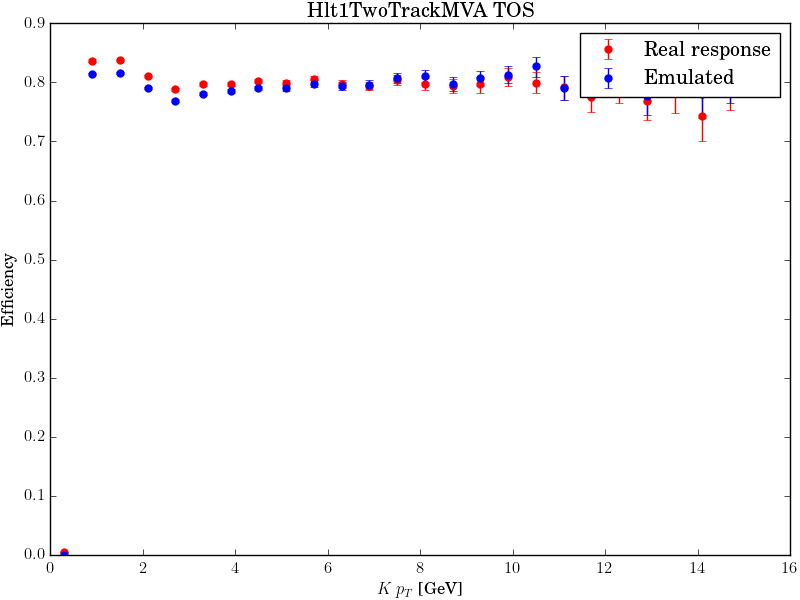 Hlt1TwoTrackMVA TOS
Real response
Emulated
0.9
0.8
0.7
0.6
0.5
0.4
0.3
0.2
0.1
0.0
Efficiency
0 2 4 6 8 10 12 14 16
K p_T [GeV]